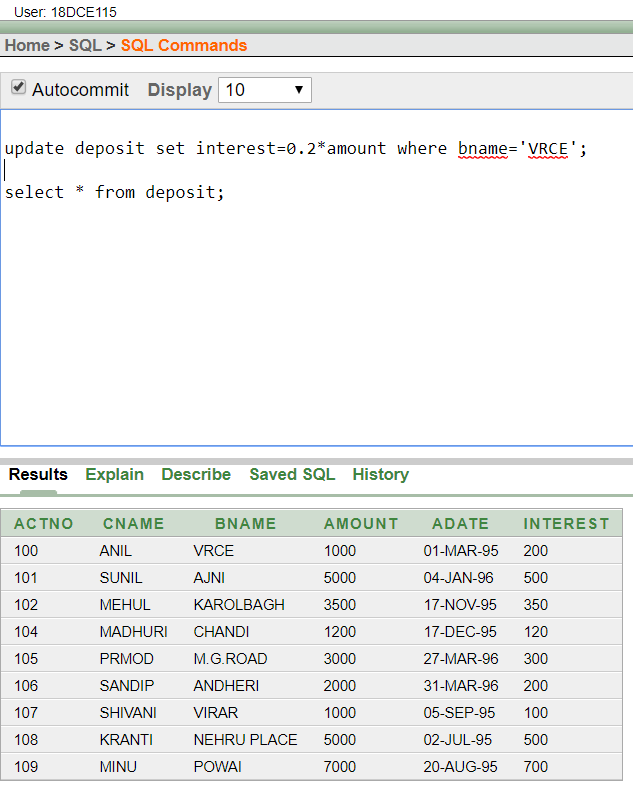 User: 18DCE115
Home > SQL > SQL Commands
Autocommit Display 10
update deposit set interest=0.2*amount where bname='VRCE';
select * from deposit;
Results Explain Describe Saved SQL History
ACTNO CNAME BNAME AMOUNT ADATE INTEREST
100 ANIL VRCE 1000 01-MAR-95 200
101 SUNIL AJNI 5000 04-JAN-96 500
102 MEHUL KAROLBAGH 3500 17-NOV-95 350
104 MADHURI CHANDI 1200 17-DEC-95 120
105 PRMOD M.G.ROAD 3000 27-MAR-96 300
106 SANDIP ANDHERI 2000 31-MAR-96 200
107 SHIVANI VIRAR 1000 05-SEP-95 100
108 KRANTI NEHRU PLACE 5000 02-JUL-95 500
109 MINU POWAI 7000 20-AUG-95 700